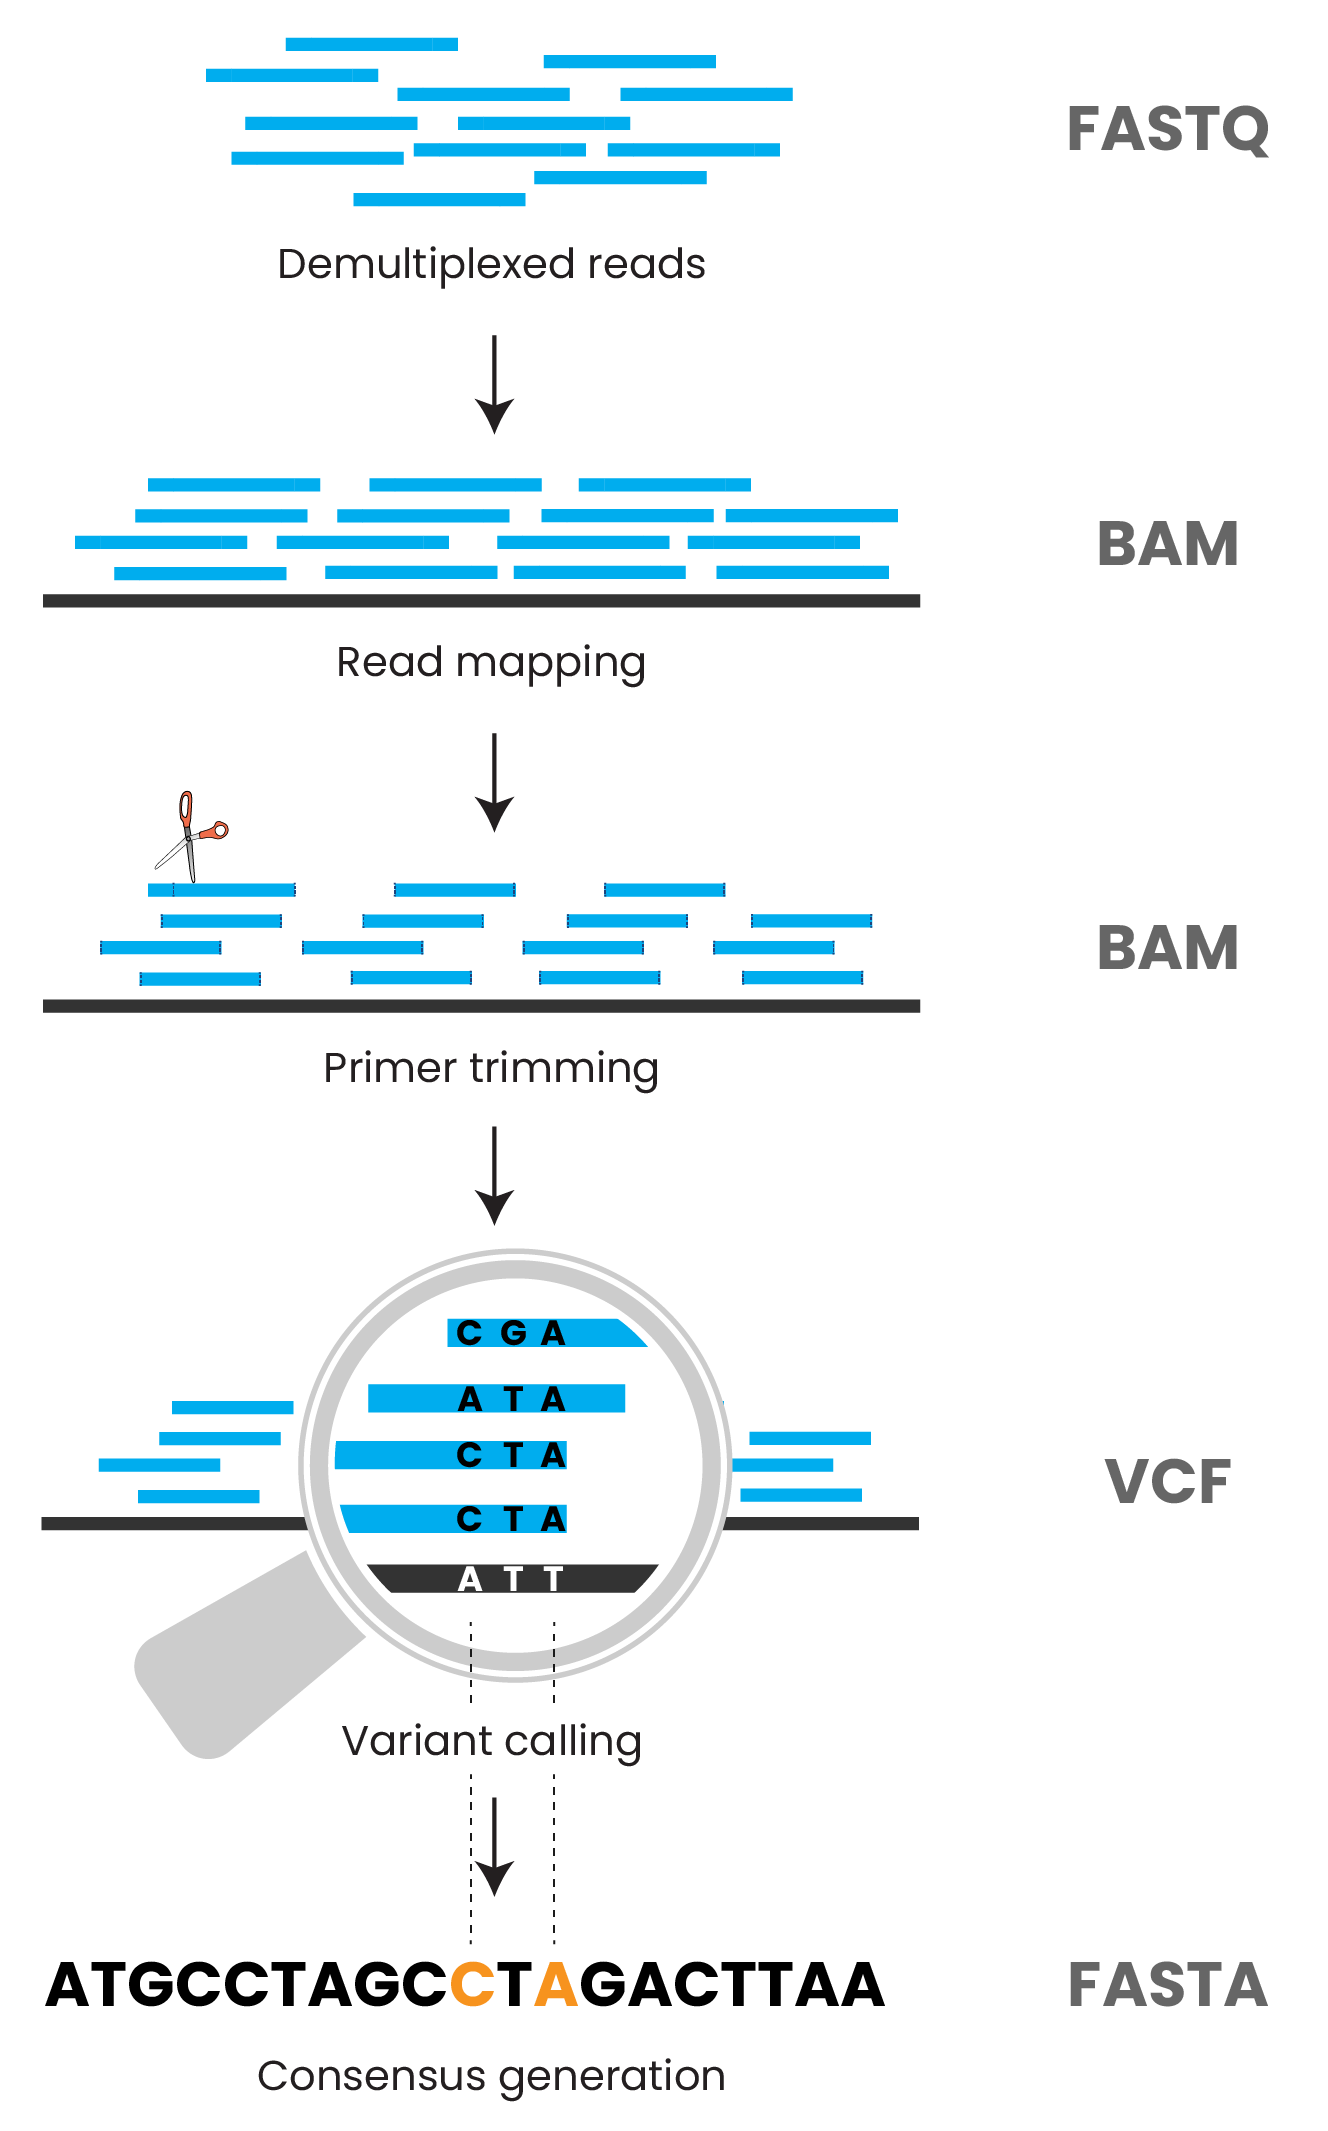 FASTQ
Demultiplexed reads
BAM
Read mapping
BAM
Primer trimming
C G A
A T A
C T A
C T A
VCF
A T T
Variant calling
ATGCCTAGCCTAGACTTAA
FASTA
Consensus generation